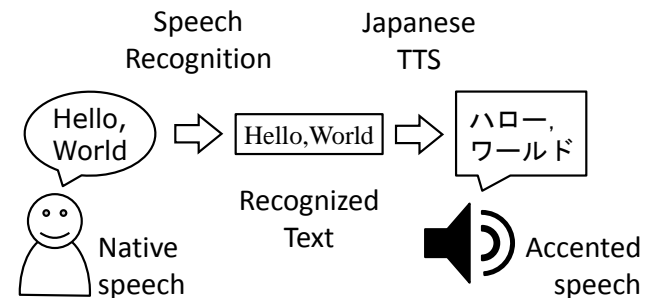 Speech
Recognition
Japanese
TTS
Hello,
World
Hello,World
ハロー,
ワールド
Recognized
Text
Native
speech
Accented
speech